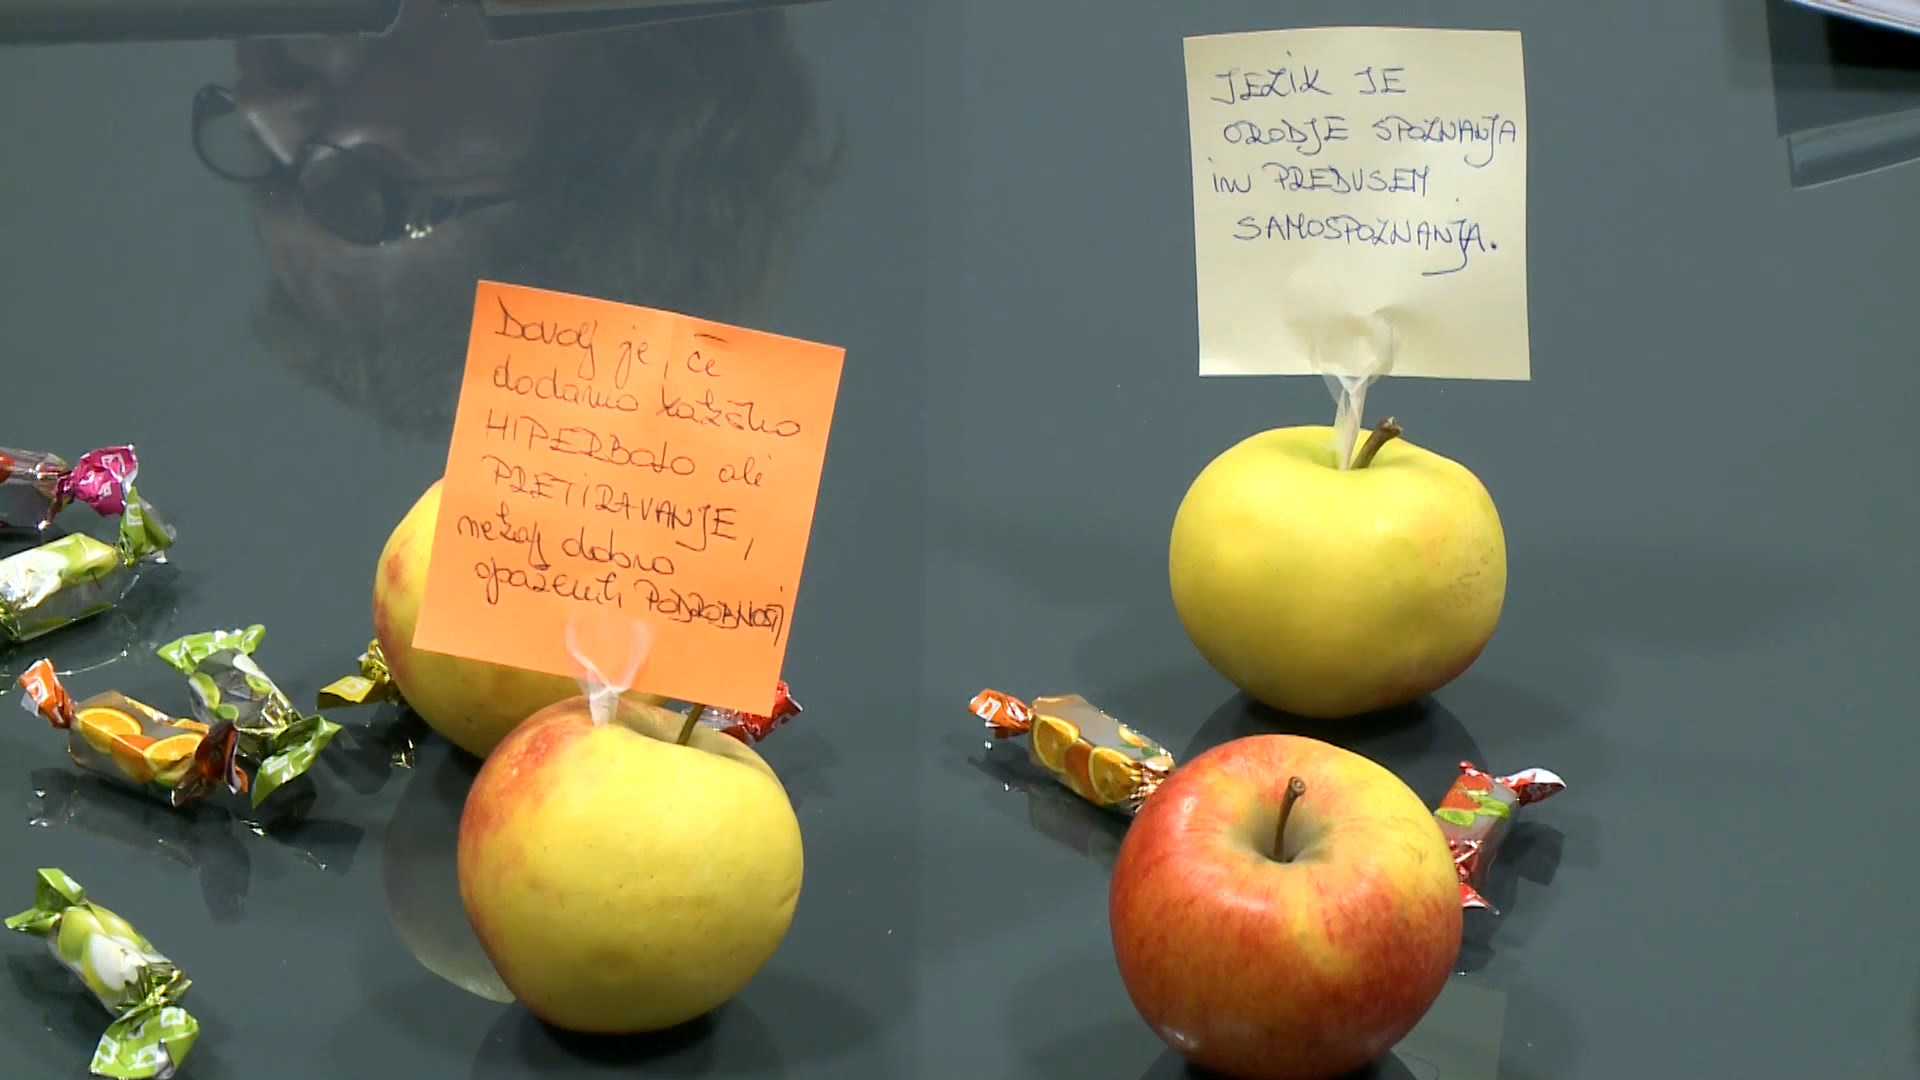 Dovolj je, če
dodamo kakšno
HIPERBOLO ali
PRETIRAVANJE,
nekaj dobro
opaženih PODROBNOSTI
JEZIK JE
ORODJE SPOZNANJA
IN PREDVSEM
SAMOSPOZNANJA.